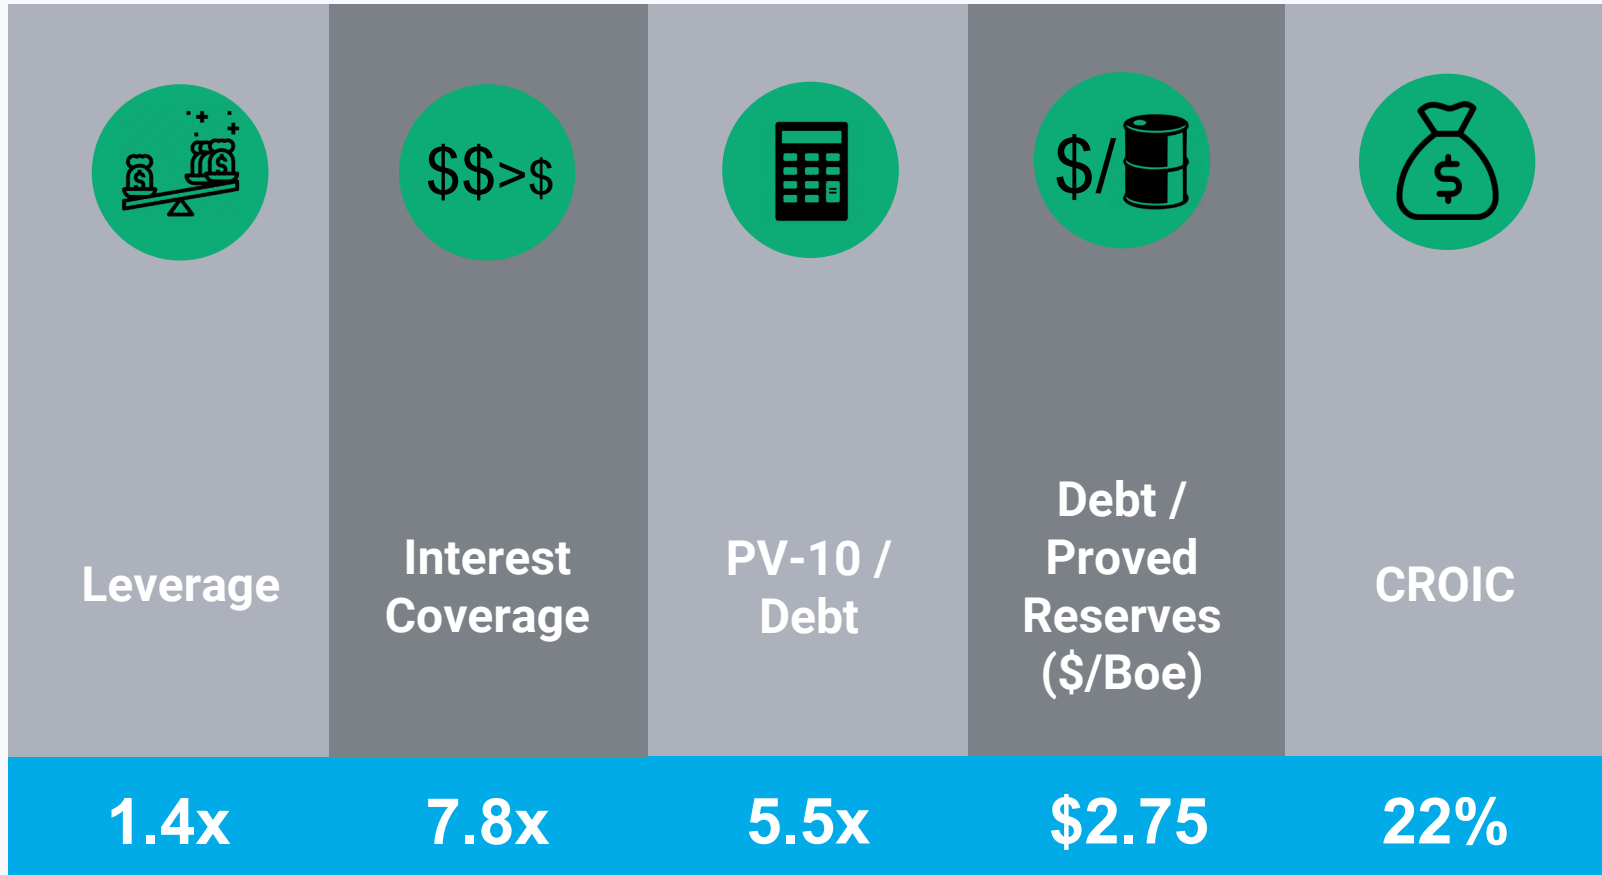 $$>$
$/
Leverage
Interest
Coverage
PV-10 /
Debt
Debt /
Proved
Reserves
($/Boe)
CROIC
1.4x
7.8x
5.5x
$2.75
22%